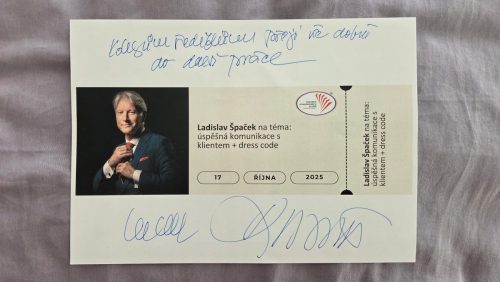 přeji vše dobré
do další práce
Ladislav Špaček na téma:
úspěšná komunikace s
klientem + dress code
17 ŘÍJNA 2025
Ladislav Špaček na téma:
úspěšná komunikace s
klientem + dress code